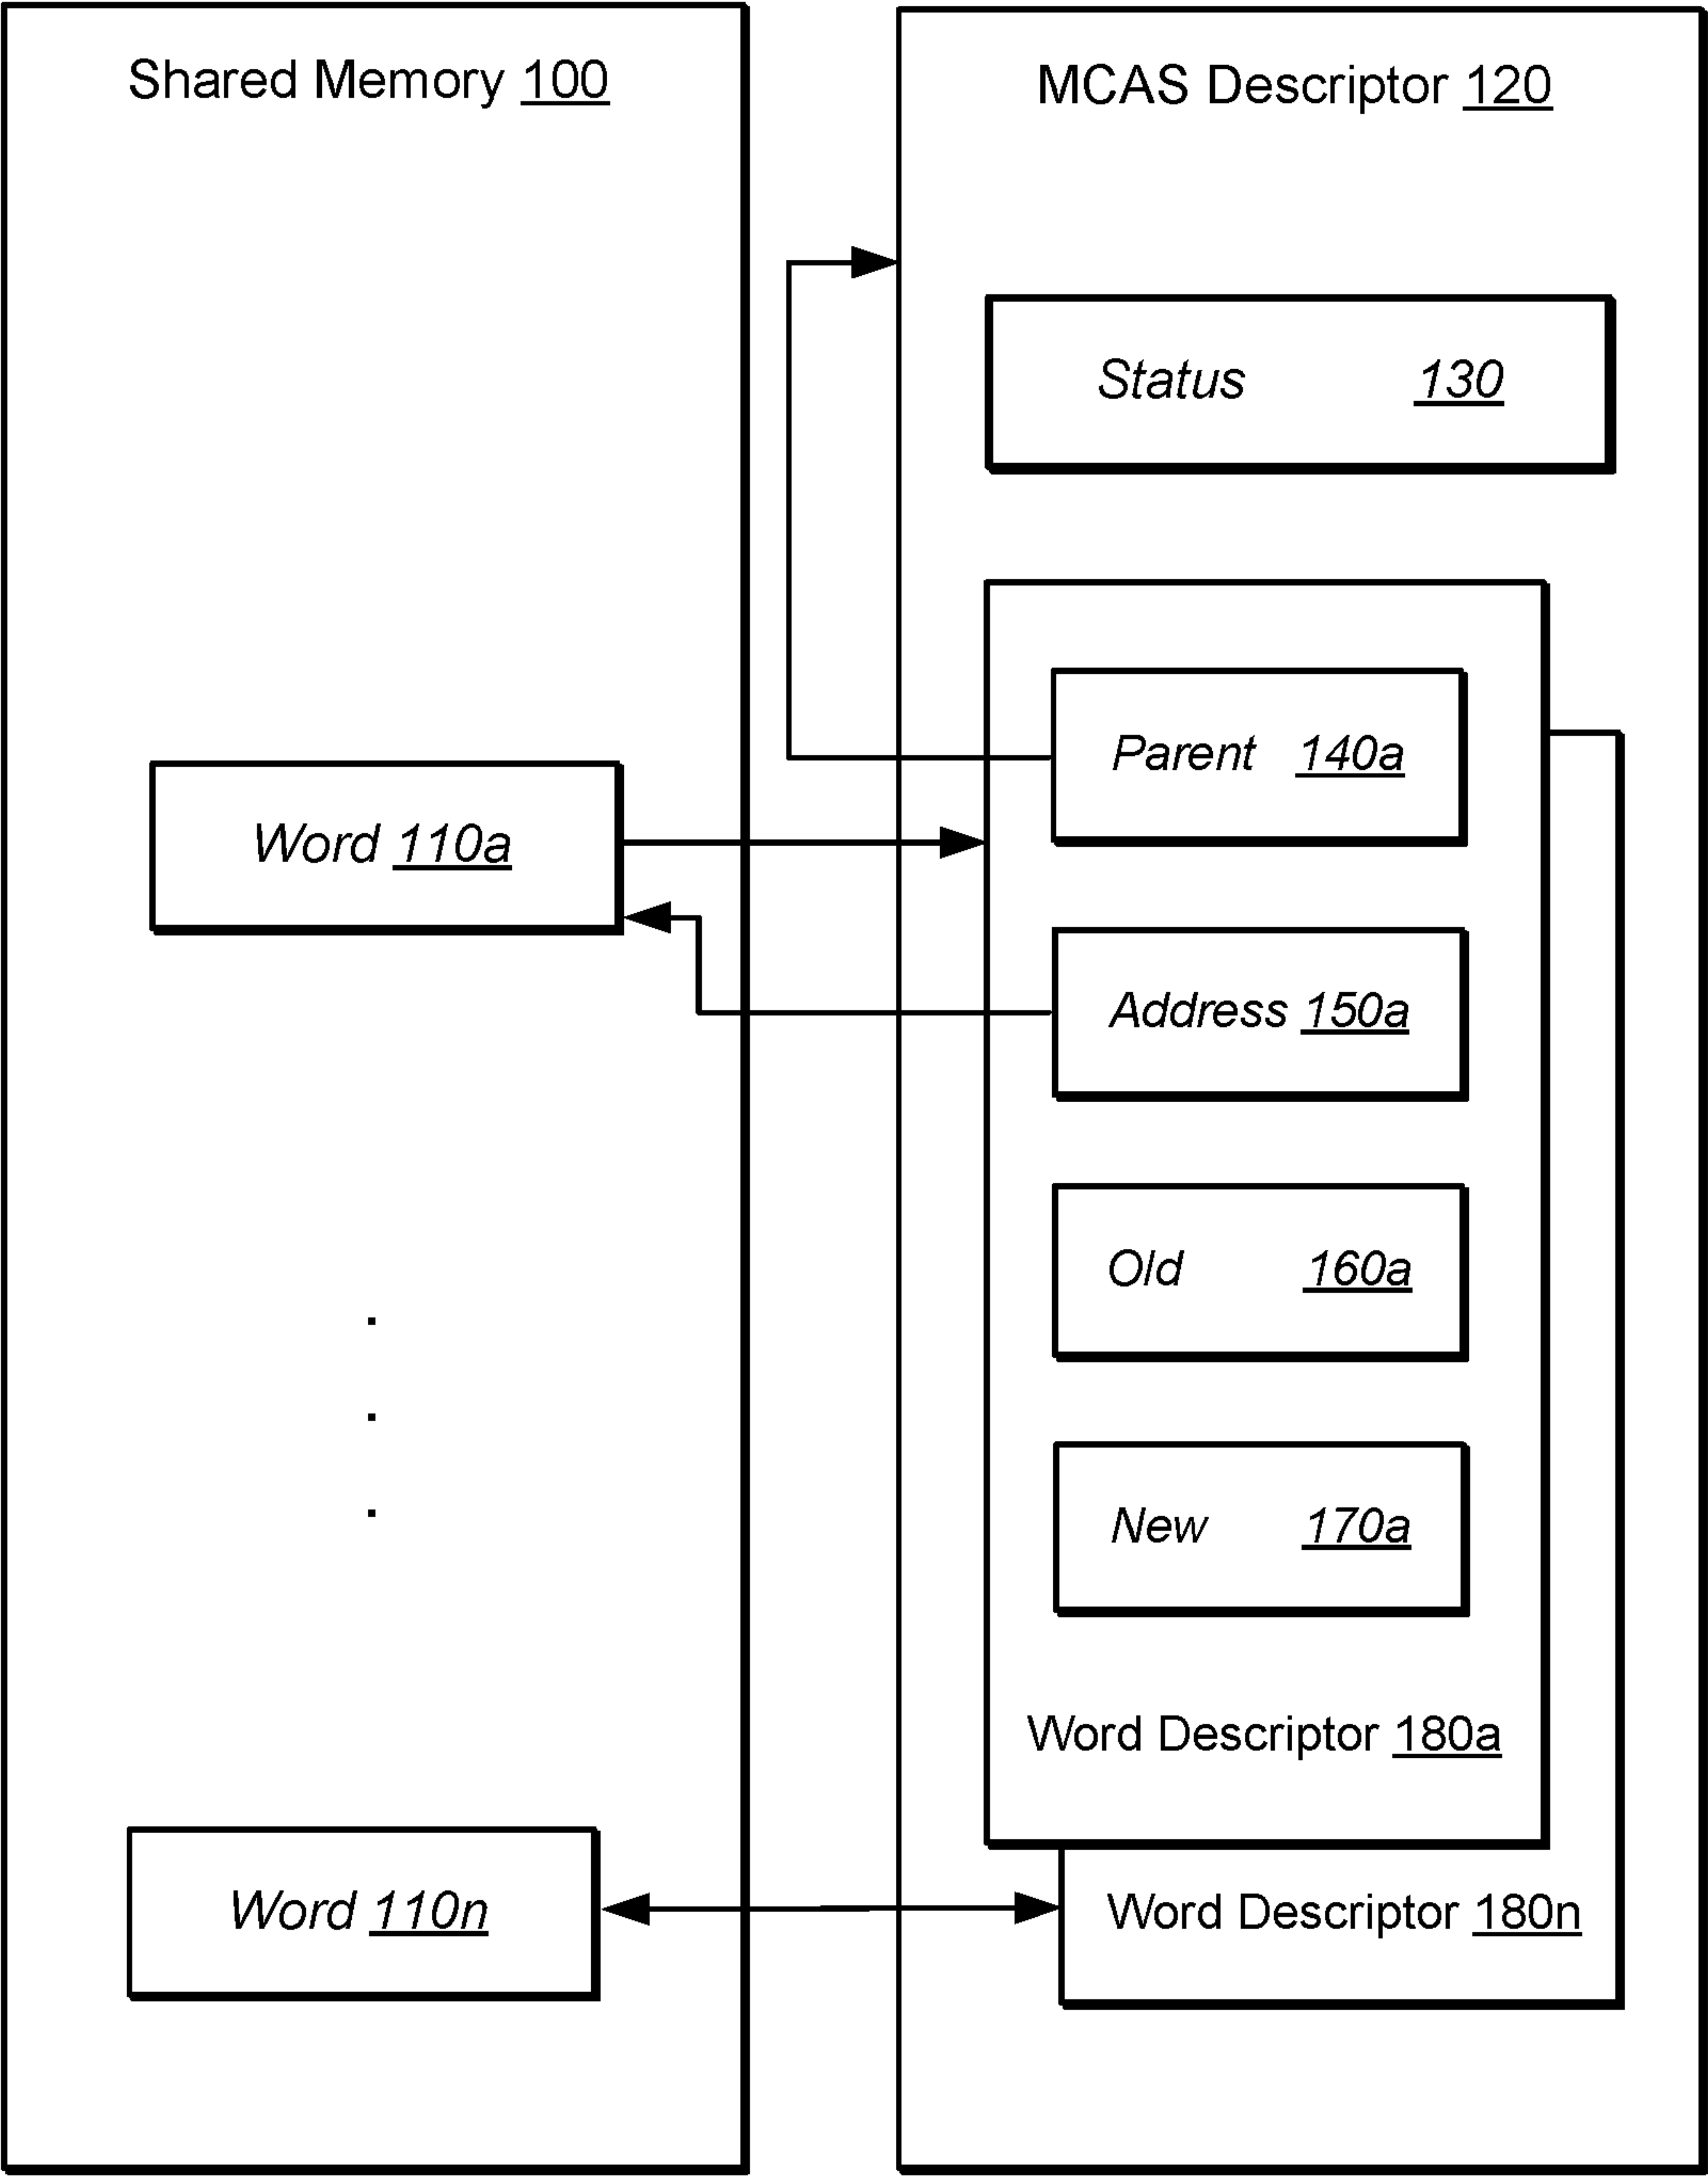 Shared Memory 100
MCAS Descriptor 120
Status 130
Parent 140a
Word 110a
Address 150a
Old 160a
New 170a
Word Descriptor 180a
Word 110n
Word Descriptor 180n